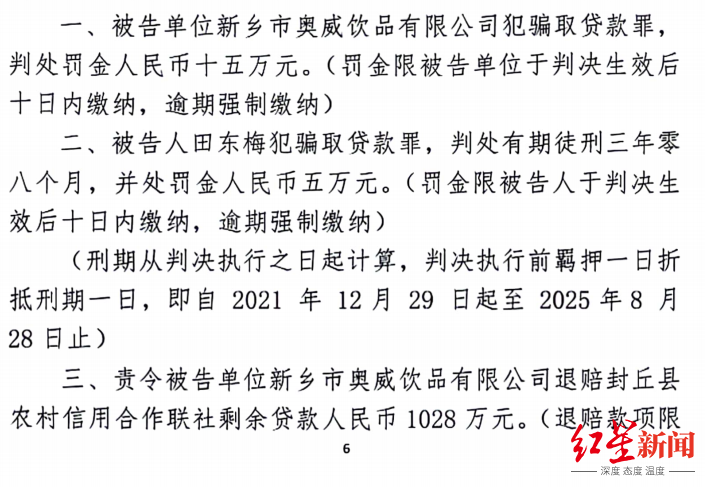 一、被告单位新乡市奥威饮品有限公司犯骗取贷款罪，
判处罚金人民币十五万元。（罚金限被告单位于判决生效后
十日内缴纳，逾期强制缴纳）
二、被告人田东梅犯骗取贷款罪，判处有期徒刑三年零
八个月，并处罚金人民币五万元。（罚金限被告人于判决生
效后十日内缴纳，逾期强制缴纳）
（刑期从判决执行之日起计算，判决执行前羁押一日折
抵刑期一日，即自 2021 年 12 月 29 日起至 2025 年 8 月
28 日止）
三、责令被告单位新乡市奥威饮品有限公司退赔封丘县
农村信用合作联社剩余贷款人民币 1028 万元。（退赔款项限
6
红星新闻
深度 态度 温度